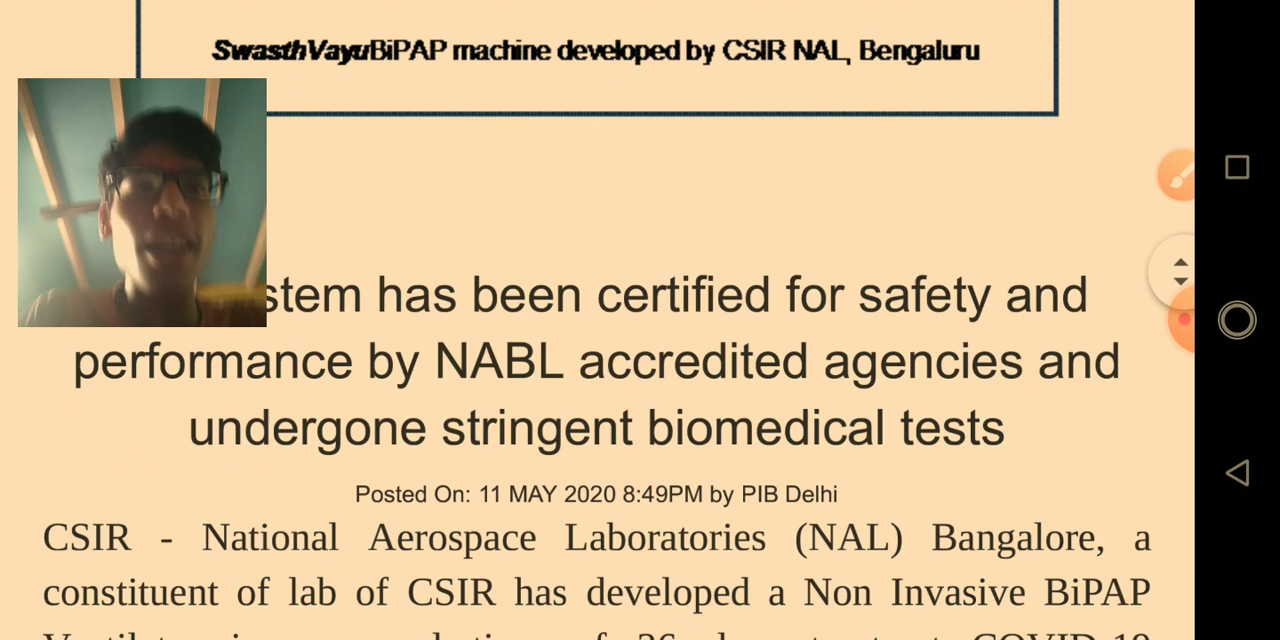 SwasthVayu BiPAP machine developed by CSIR NAL, Bengaluru
stem has been certified for safety and
performance by NABL accredited agencies and
undergone stringent biomedical tests
Posted On: 11 MAY 2020 8:49PM by PIB Delhi
CSIR - National Aerospace Laboratories (NAL) Bangalore, a
constituent of lab of CSIR has developed a Non Invasive BiPAP